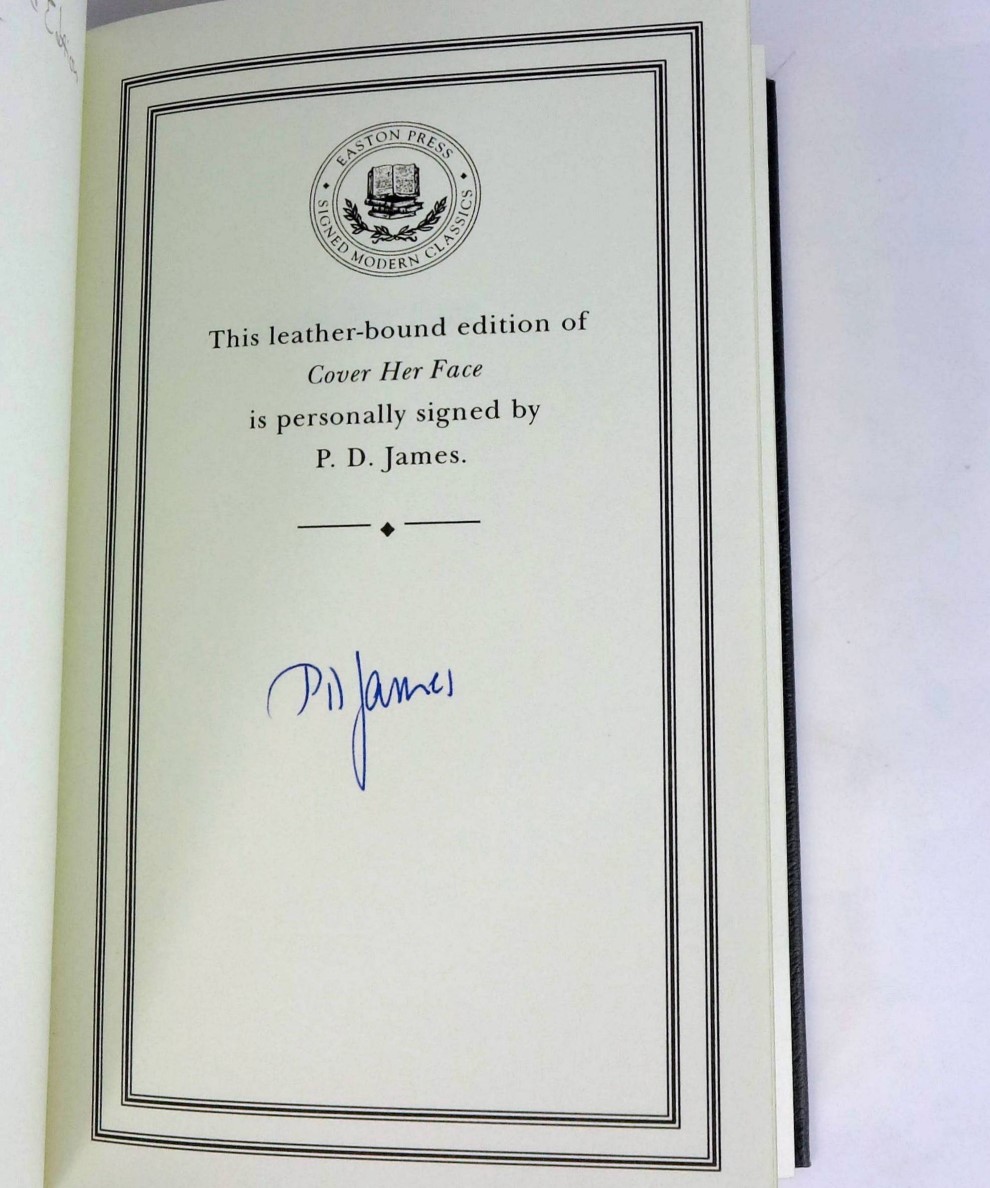 EASTON PRESS
SIGNED MODERN CLASSICS
This leather-bound edition of
Cover Her Face
is personally signed by
P. D. James.
PD James